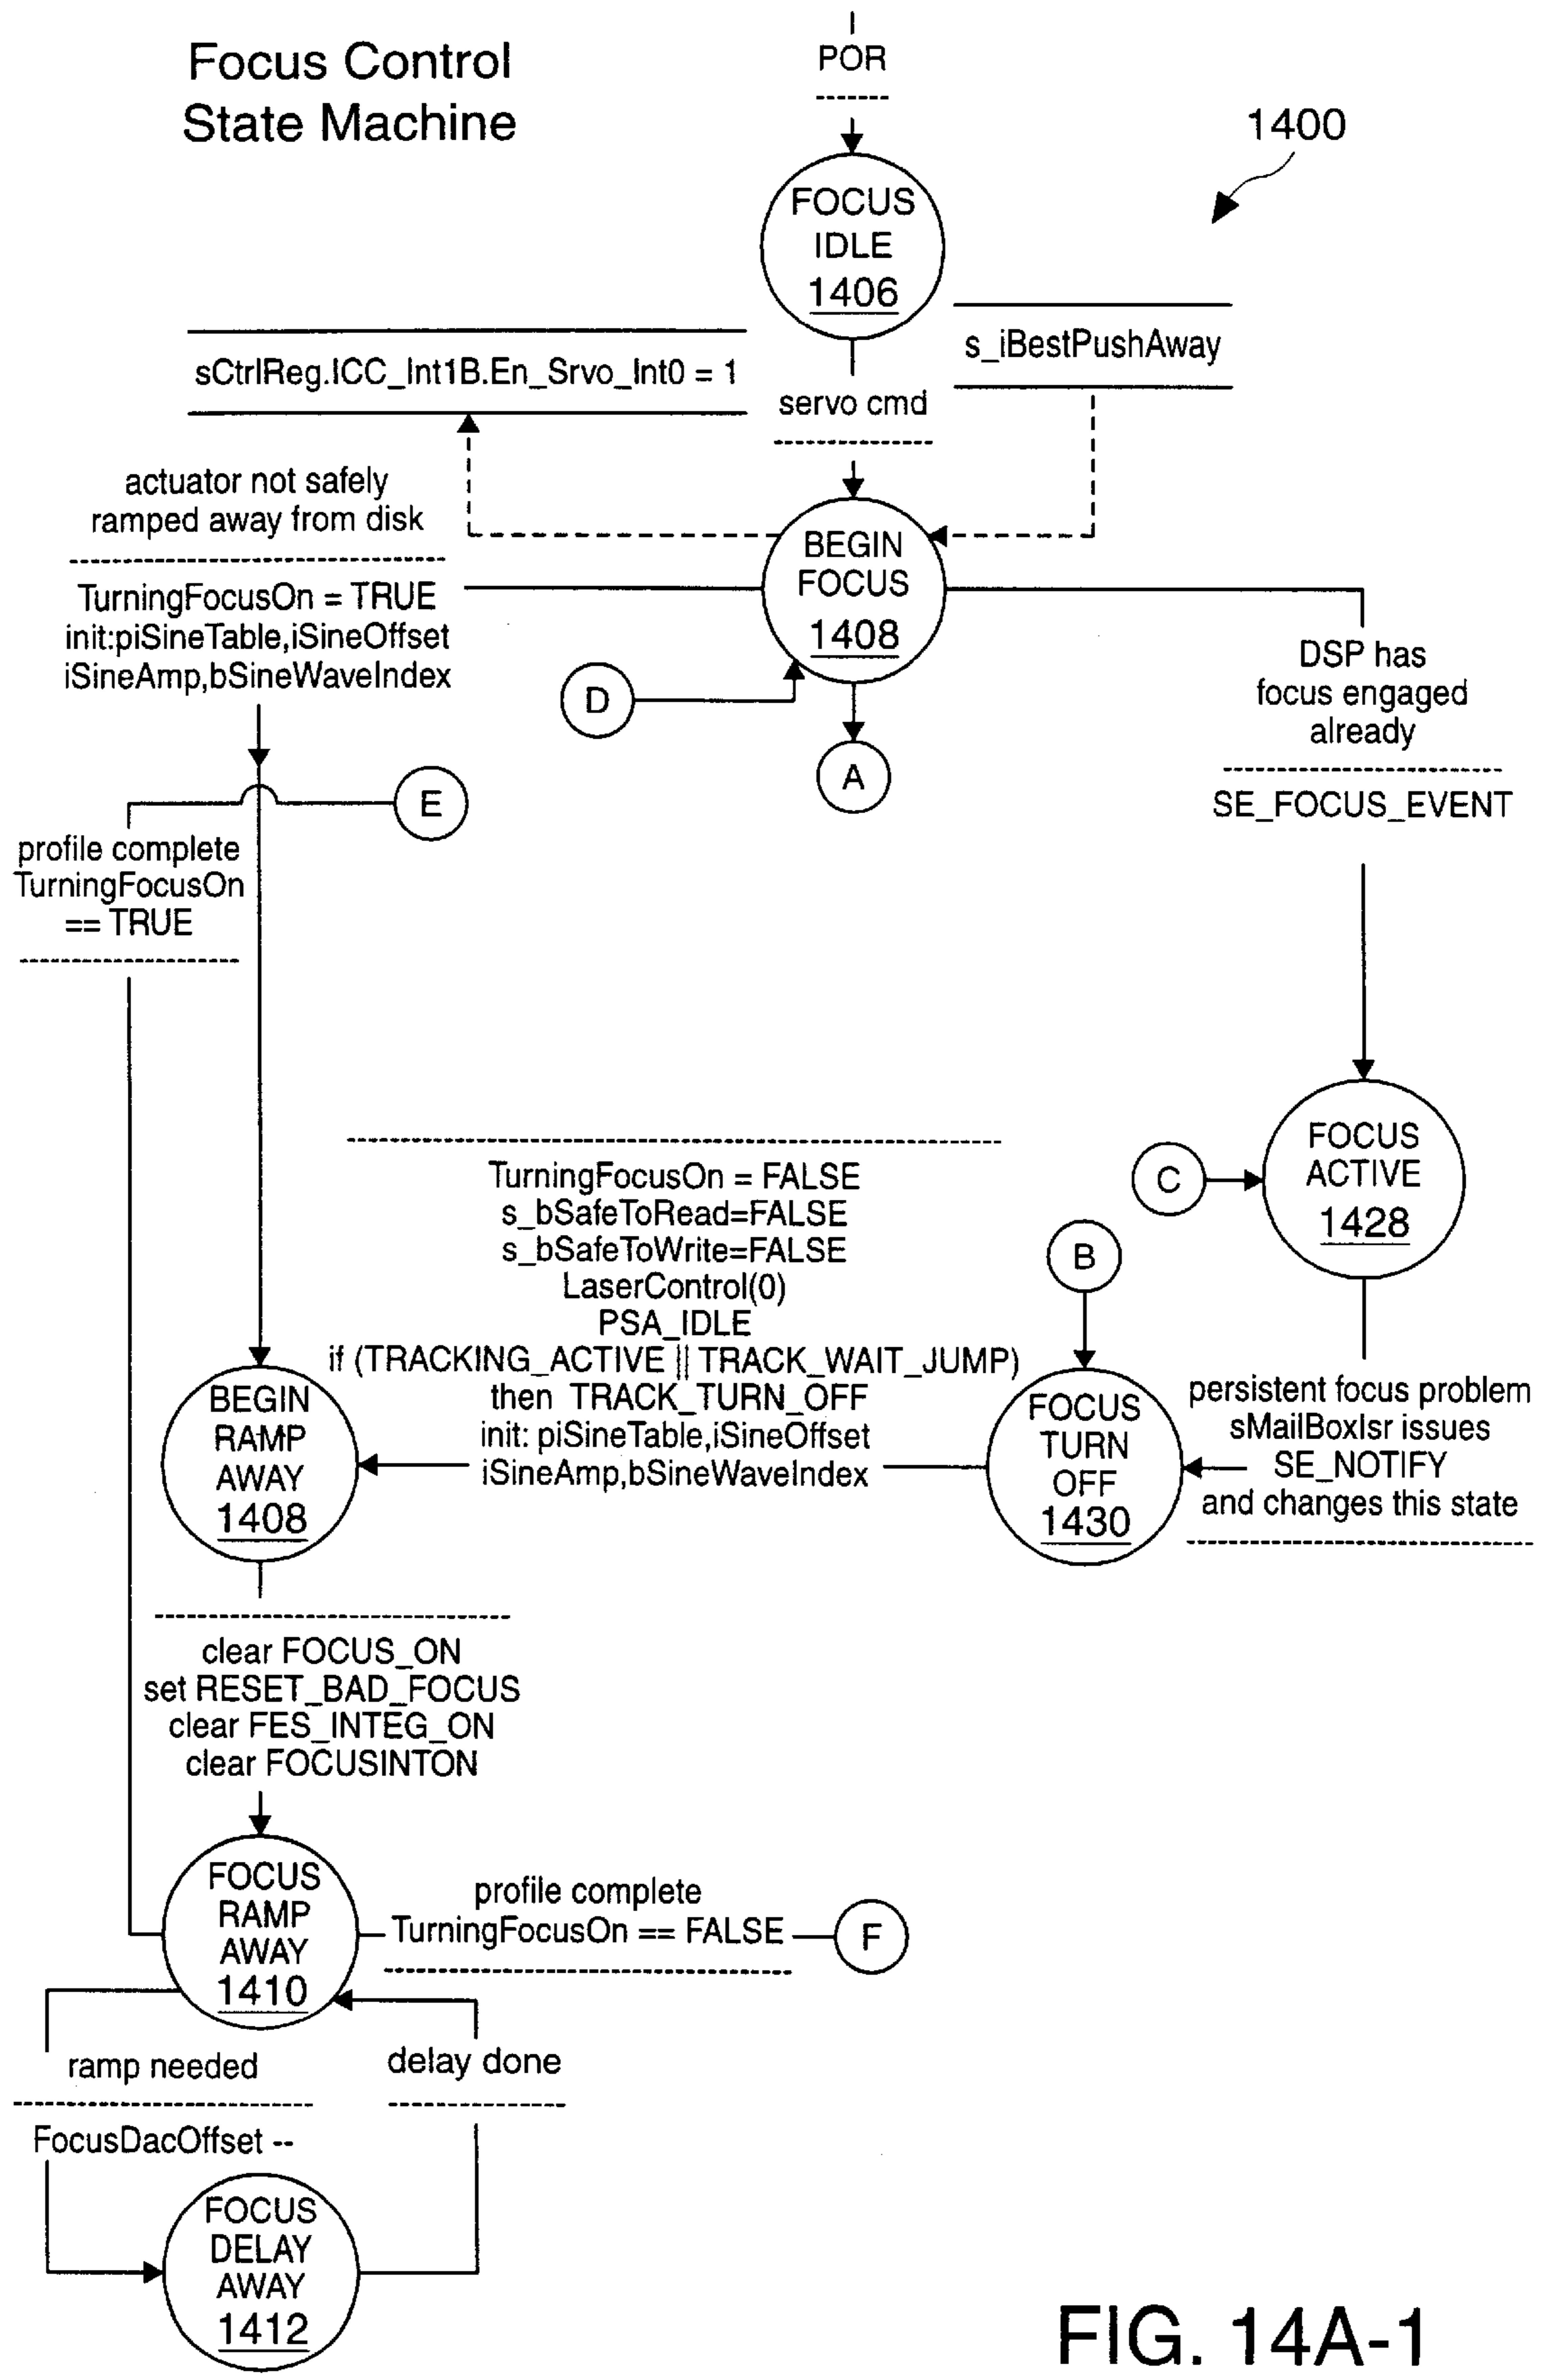 Focus Control
State Machine
POR
1400
FOCUS
IDLE
1406
sCtrlReg.ICC_Int1B.En_Srvo_Int0 = 1
s_iBestPushAway
servo cmd
actuator not safely
ramped away from disk
TurningFocusOn = TRUE
init:piSineTable,iSineOffset
iSineAmp,bSineWaveIndex
BEGIN
FOCUS
1408
D
A
DSP has
focus engaged
already
SE_FOCUS_EVENT
E
profile complete
TurningFocusOn
== TRUE
FOCUS
ACTIVE
1428
C
B
TurningFocusOn = FALSE
s_bSafeToRead=FALSE
s_bSafeToWrite=FALSE
LaserControl(0)
PSA_IDLE
if (TRACKING_ACTIVE || TRACK_WAIT_JUMP)
then TRACK_TURN_OFF
init: piSineTable,iSineOffset
iSineAmp,bSineWaveIndex
BEGIN
RAMP
AWAY
1408
FOCUS
TURN
OFF
1430
persistent focus problem
sMailBoxIsr issues
SE_NOTIFY
and changes this state
clear FOCUS_ON
set RESET_BAD_FOCUS
clear FES_INTEG_ON
clear FOCUSINTON
FOCUS
RAMP
AWAY
1410
profile complete
TurningFocusOn == FALSE
F
ramp needed
delay done
FocusDacOffset --
FOCUS
DELAY
AWAY
1412
FIG. 14A-1